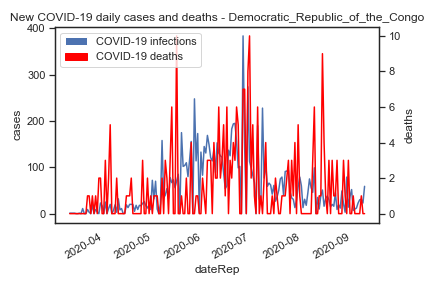 New COVID-19 daily cases and deaths - Democratic_Republic_of_the_Congo
COVID-19 infections
COVID-19 deaths
400
300
200
100
0
cases
10
8
6
4
2
0
deaths
2020-04
2020-05
2020-06
2020-07
2020-08
2020-09
dateRep